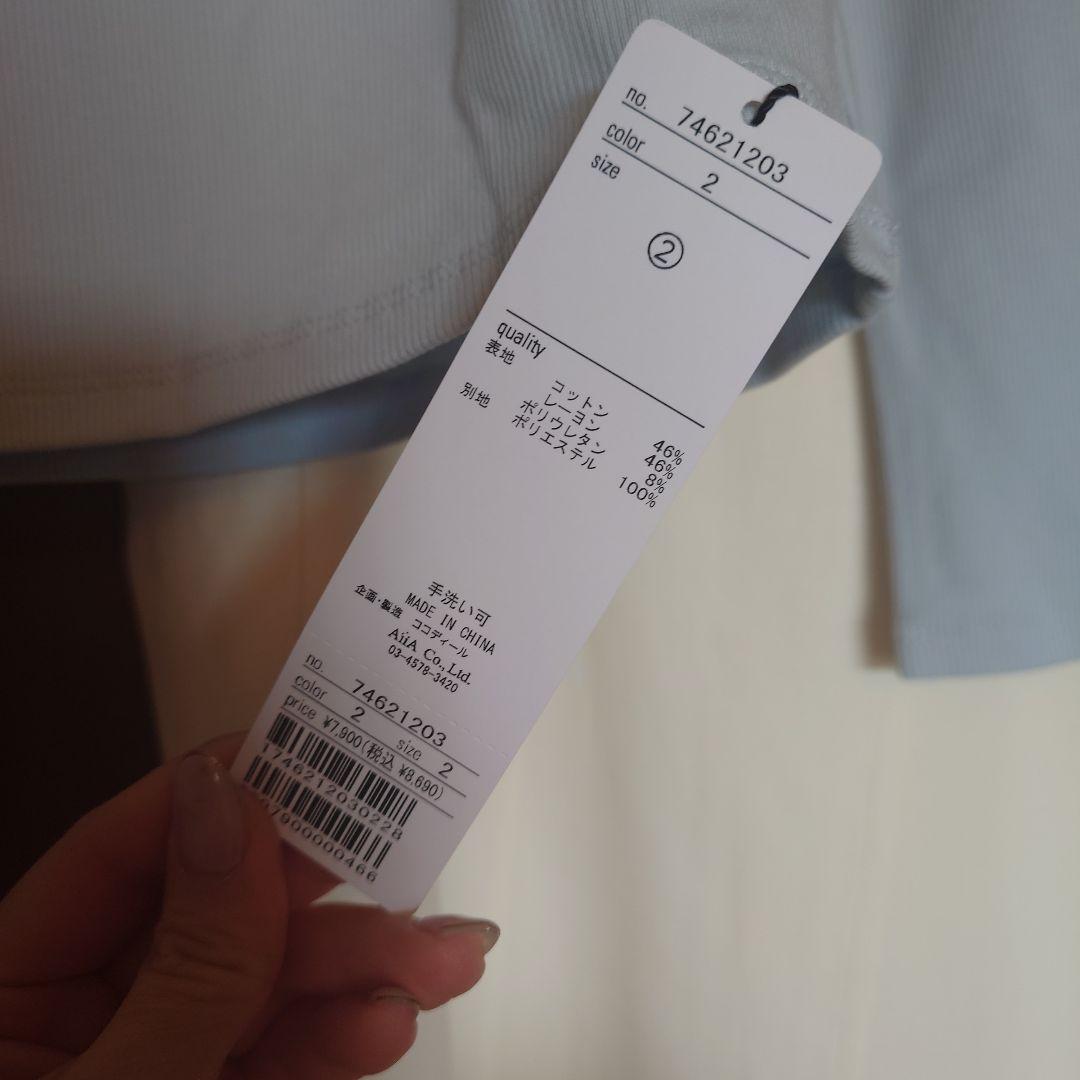 no. 74621203
color 2
size
②
quality
表地
コットン 46%
レーヨン 46%
ポリウレタン 8%
別地 ポリエステル 100%
手洗い可
MADE IN CHINA
企画・製造 ココディール
AiiA Co.,Ltd.
03-4578-3420
no. 74621203
color 2 size 2
price ¥7,900(税込 ¥8,690)
1746212030228